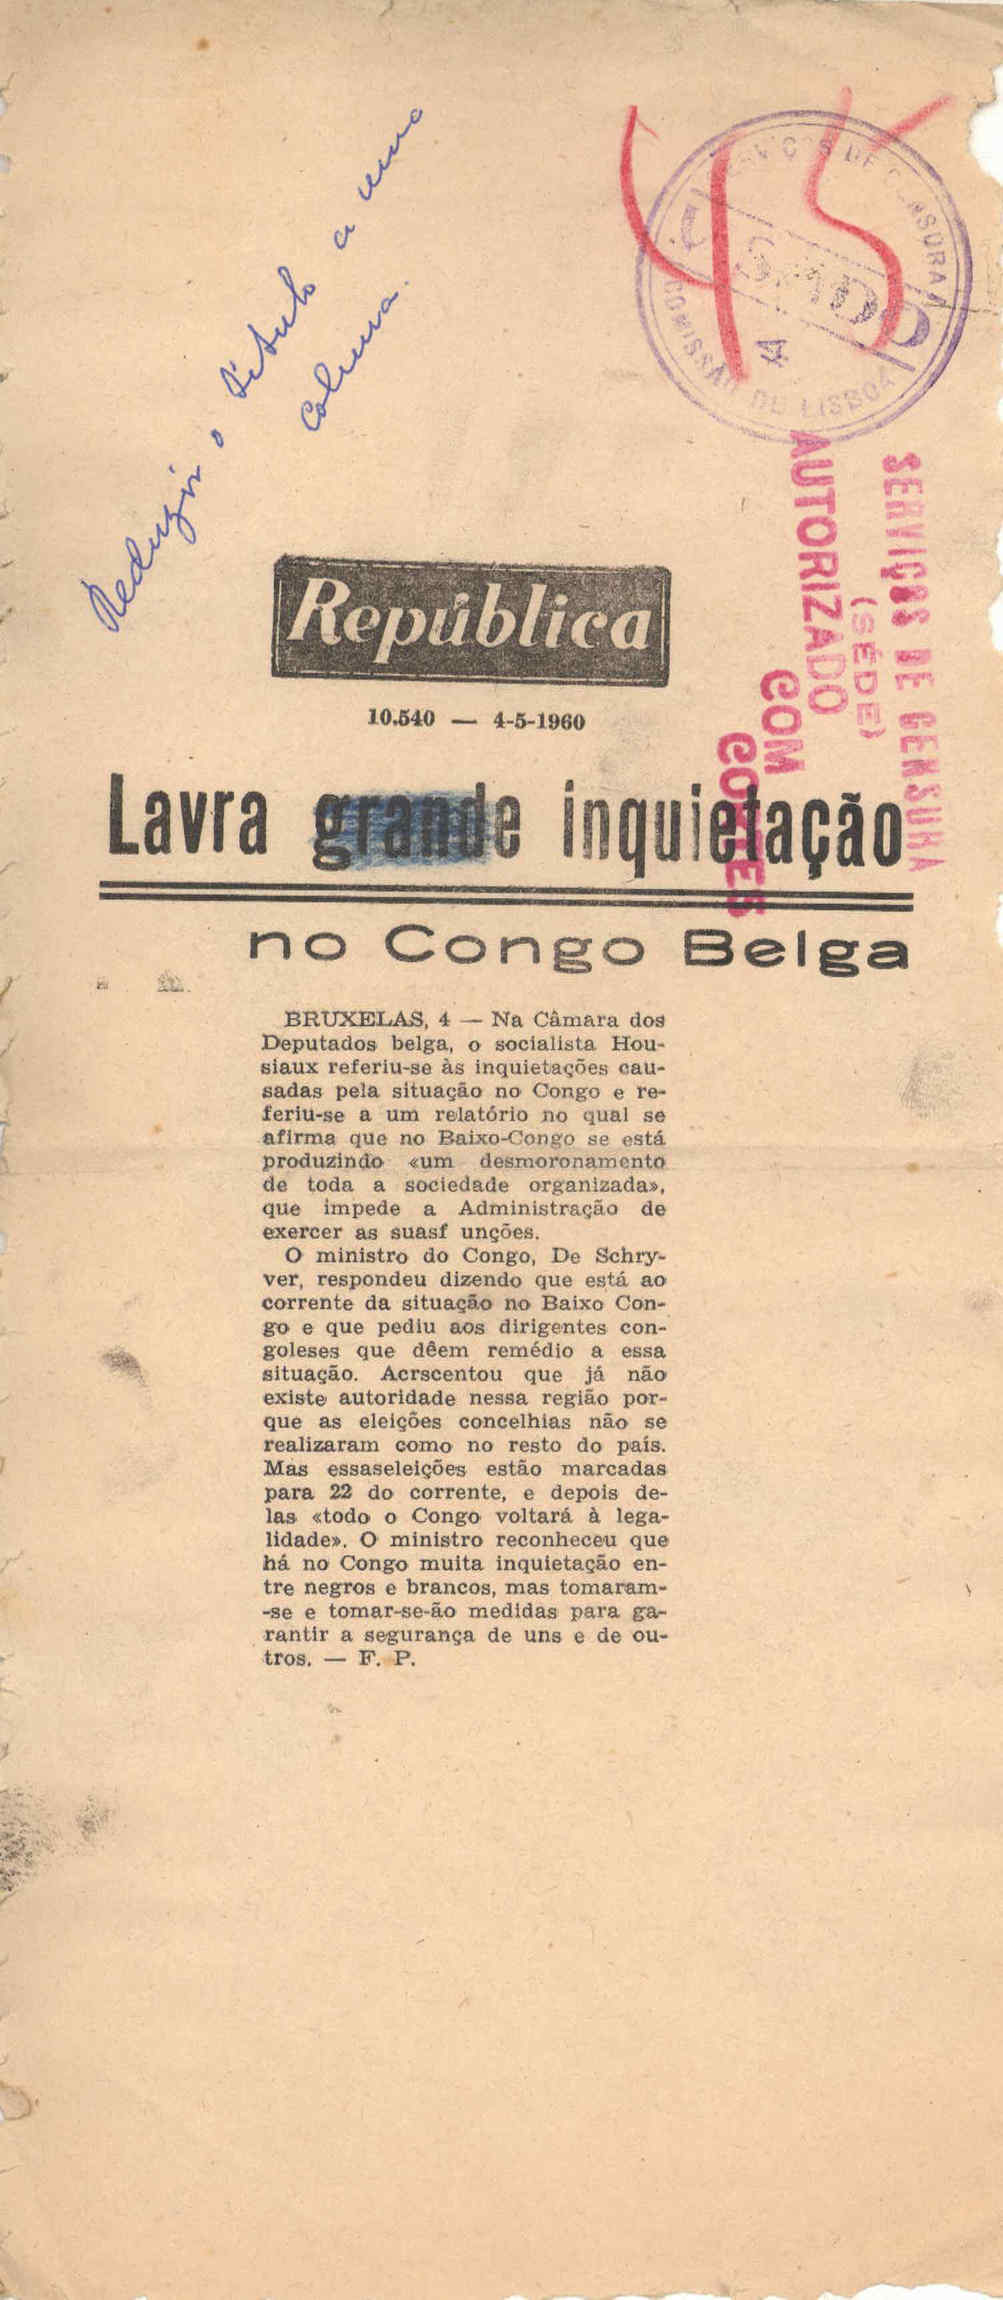 Reduzir o título a uma
coluna.
45
SERVIÇOS DE CENSURA
COMISSÃO DE LISBOA
SERVIÇOS DE CENSURA
(SÉDE)
AUTORIZADO
COM
CORTES
República
10.540 — 4-5-1960
Lavra grande inquietação
no Congo Belga
BRUXELAS, 4 — Na Câmara dos
Deputados belga, o socialista Hou-
siaux referiu-se às inquietações cau-
sadas pela situação no Congo e re-
feriu-se a um relatório no qual se
afirma que no Baixo-Congo se está
produzindo «um desmoronamento
de toda a sociedade organizada»,
que impede a Administração de
exercer as suasf unções.
O ministro do Congo, De Schry-
ver, respondeu dizendo que está ao
corrente da situação no Baixo Con-
go e que pediu aos dirigentes con-
goleses que dêem remédio a essa
situação. Acrscentou que já não
existe autoridade nessa região por-
que as eleições concelhias não se
realizaram como no resto do país.
Mas essaseleições estão marcadas
para 22 do corrente, e depois de-
las «todo o Congo voltará à lega-
lidade». O ministro reconheceu que
há no Congo muita inquietação en-
tre negros e brancos, mas tomaram-
-se e tomar-se-ão medidas para ga-
rantir a segurança de uns e de ou-
tros. — F. P.